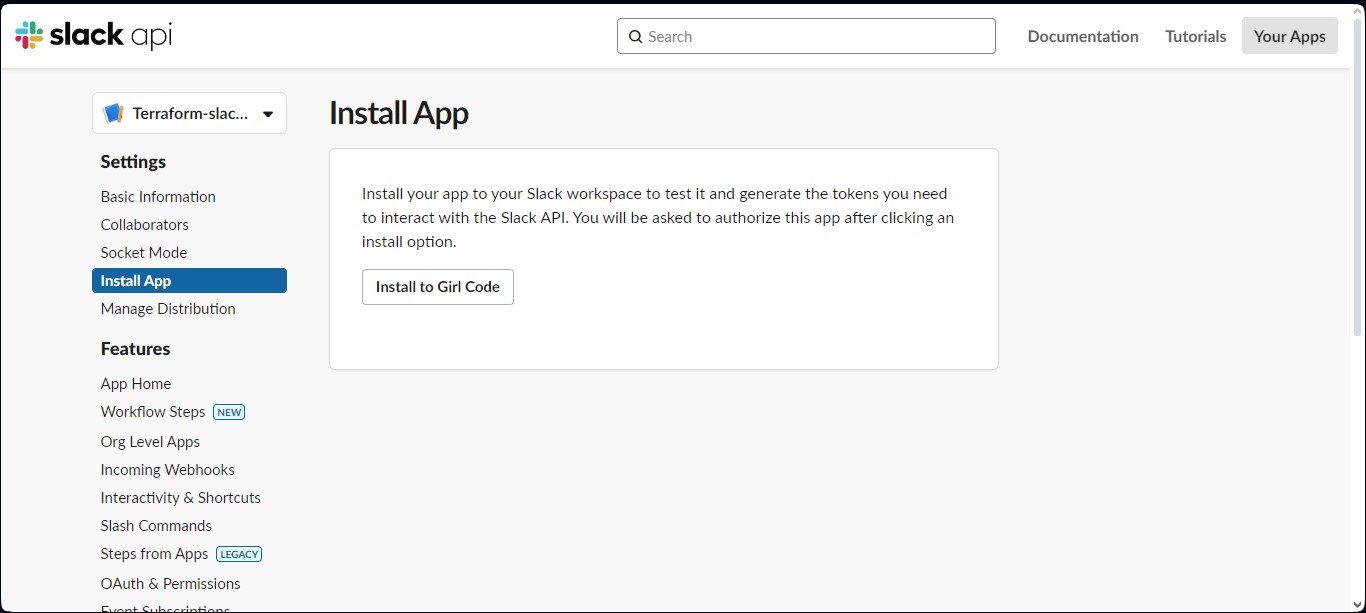 slack api
Search
Documentation
Tutorials
Your Apps
Terraform-slac...
Settings
Basic Information
Collaborators
Socket Mode
Install App
Manage Distribution
Features
App Home
Workflow Steps NEW
Org Level Apps
Incoming Webhooks
Interactivity & Shortcuts
Slash Commands
Steps from Apps LEGACY
OAuth & Permissions
Event Subscriptions
Install App
Install your app to your Slack workspace to test it and generate the tokens you need
to interact with the Slack API. You will be asked to authorize this app after clicking an
install option.
Install to Girl Code